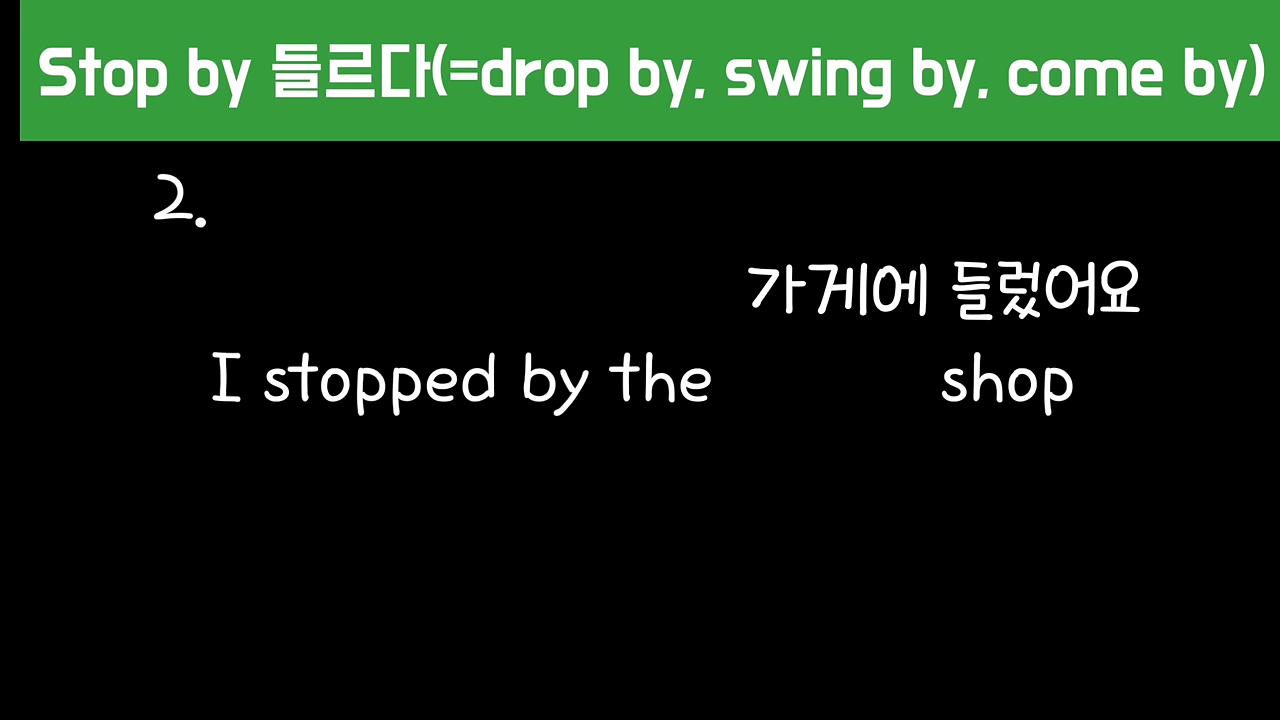 Stop by 들르다(=drop by, swing by, come by)
2.
가게에 들렀어요
I stopped by the shop